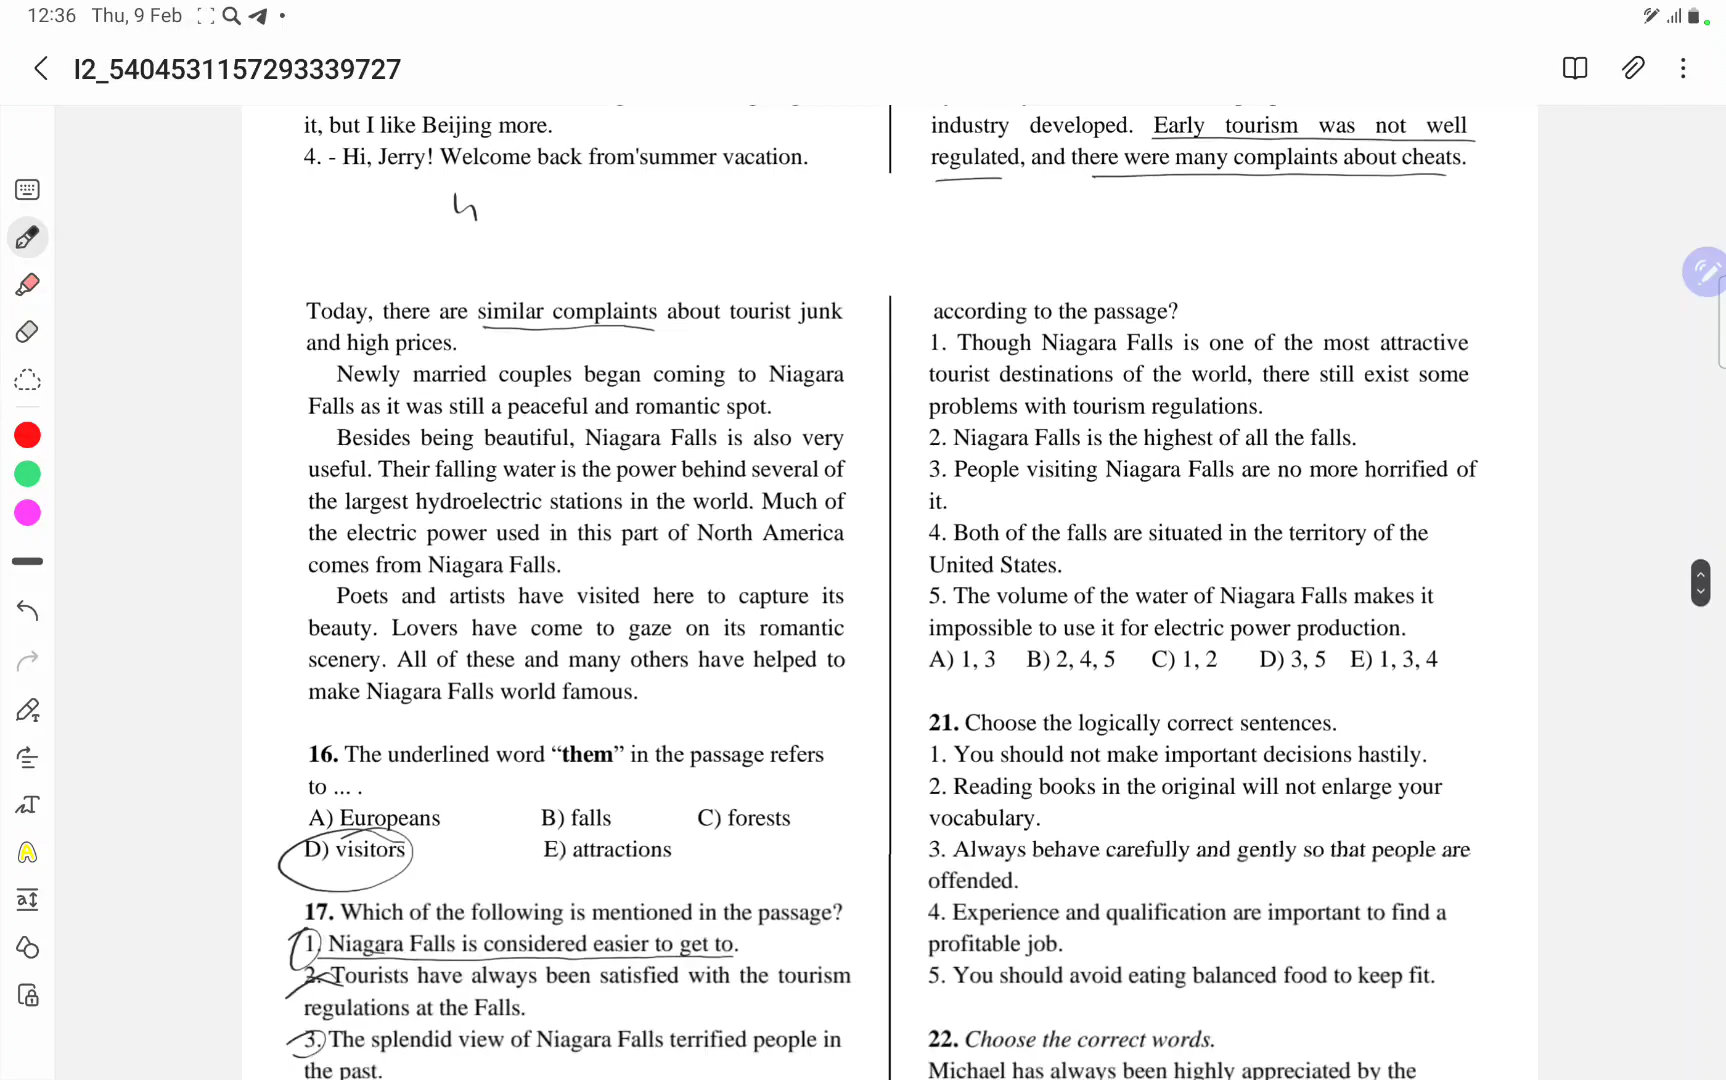 12:36 Thu, 9 Feb
I2_5404531157293339727
it, but I like Beijing more.
4. - Hi, Jerry! Welcome back from'summer vacation.
Today, there are similar complaints about tourist junk
and high prices.
Newly married couples began coming to Niagara
Falls as it was still a peaceful and romantic spot.
Besides being beautiful, Niagara Falls is also very
useful. Their falling water is the power behind several of
the largest hydroelectric stations in the world. Much of
the electric power used in this part of North America
comes from Niagara Falls.
Poets and artists have visited here to capture its
beauty. Lovers have come to gaze on its romantic
scenery. All of these and many others have helped to
make Niagara Falls world famous.
16. The underlined word “them” in the passage refers
to ... .
A) Europeans B) falls C) forests
D) visitors E) attractions
17. Which of the following is mentioned in the passage?
1. Niagara Falls is considered easier to get to.
2. Tourists have always been satisfied with the tourism
regulations at the Falls.
3. The splendid view of Niagara Falls terrified people in
the past.
industry developed. Early tourism was not well
regulated, and there were many complaints about cheats.
according to the passage?
1. Though Niagara Falls is one of the most attractive
tourist destinations of the world, there still exist some
problems with tourism regulations.
2. Niagara Falls is the highest of all the falls.
3. People visiting Niagara Falls are no more horrified of
it.
4. Both of the falls are situated in the territory of the
United States.
5. The volume of the water of Niagara Falls makes it
impossible to use it for electric power production.
A) 1, 3 B) 2, 4, 5 C) 1, 2 D) 3, 5 E) 1, 3, 4
21. Choose the logically correct sentences.
1. You should not make important decisions hastily.
2. Reading books in the original will not enlarge your
vocabulary.
3. Always behave carefully and gently so that people are
offended.
4. Experience and qualification are important to find a
profitable job.
5. You should avoid eating balanced food to keep fit.
22. Choose the correct words.
Michael has always been highly appreciated by the